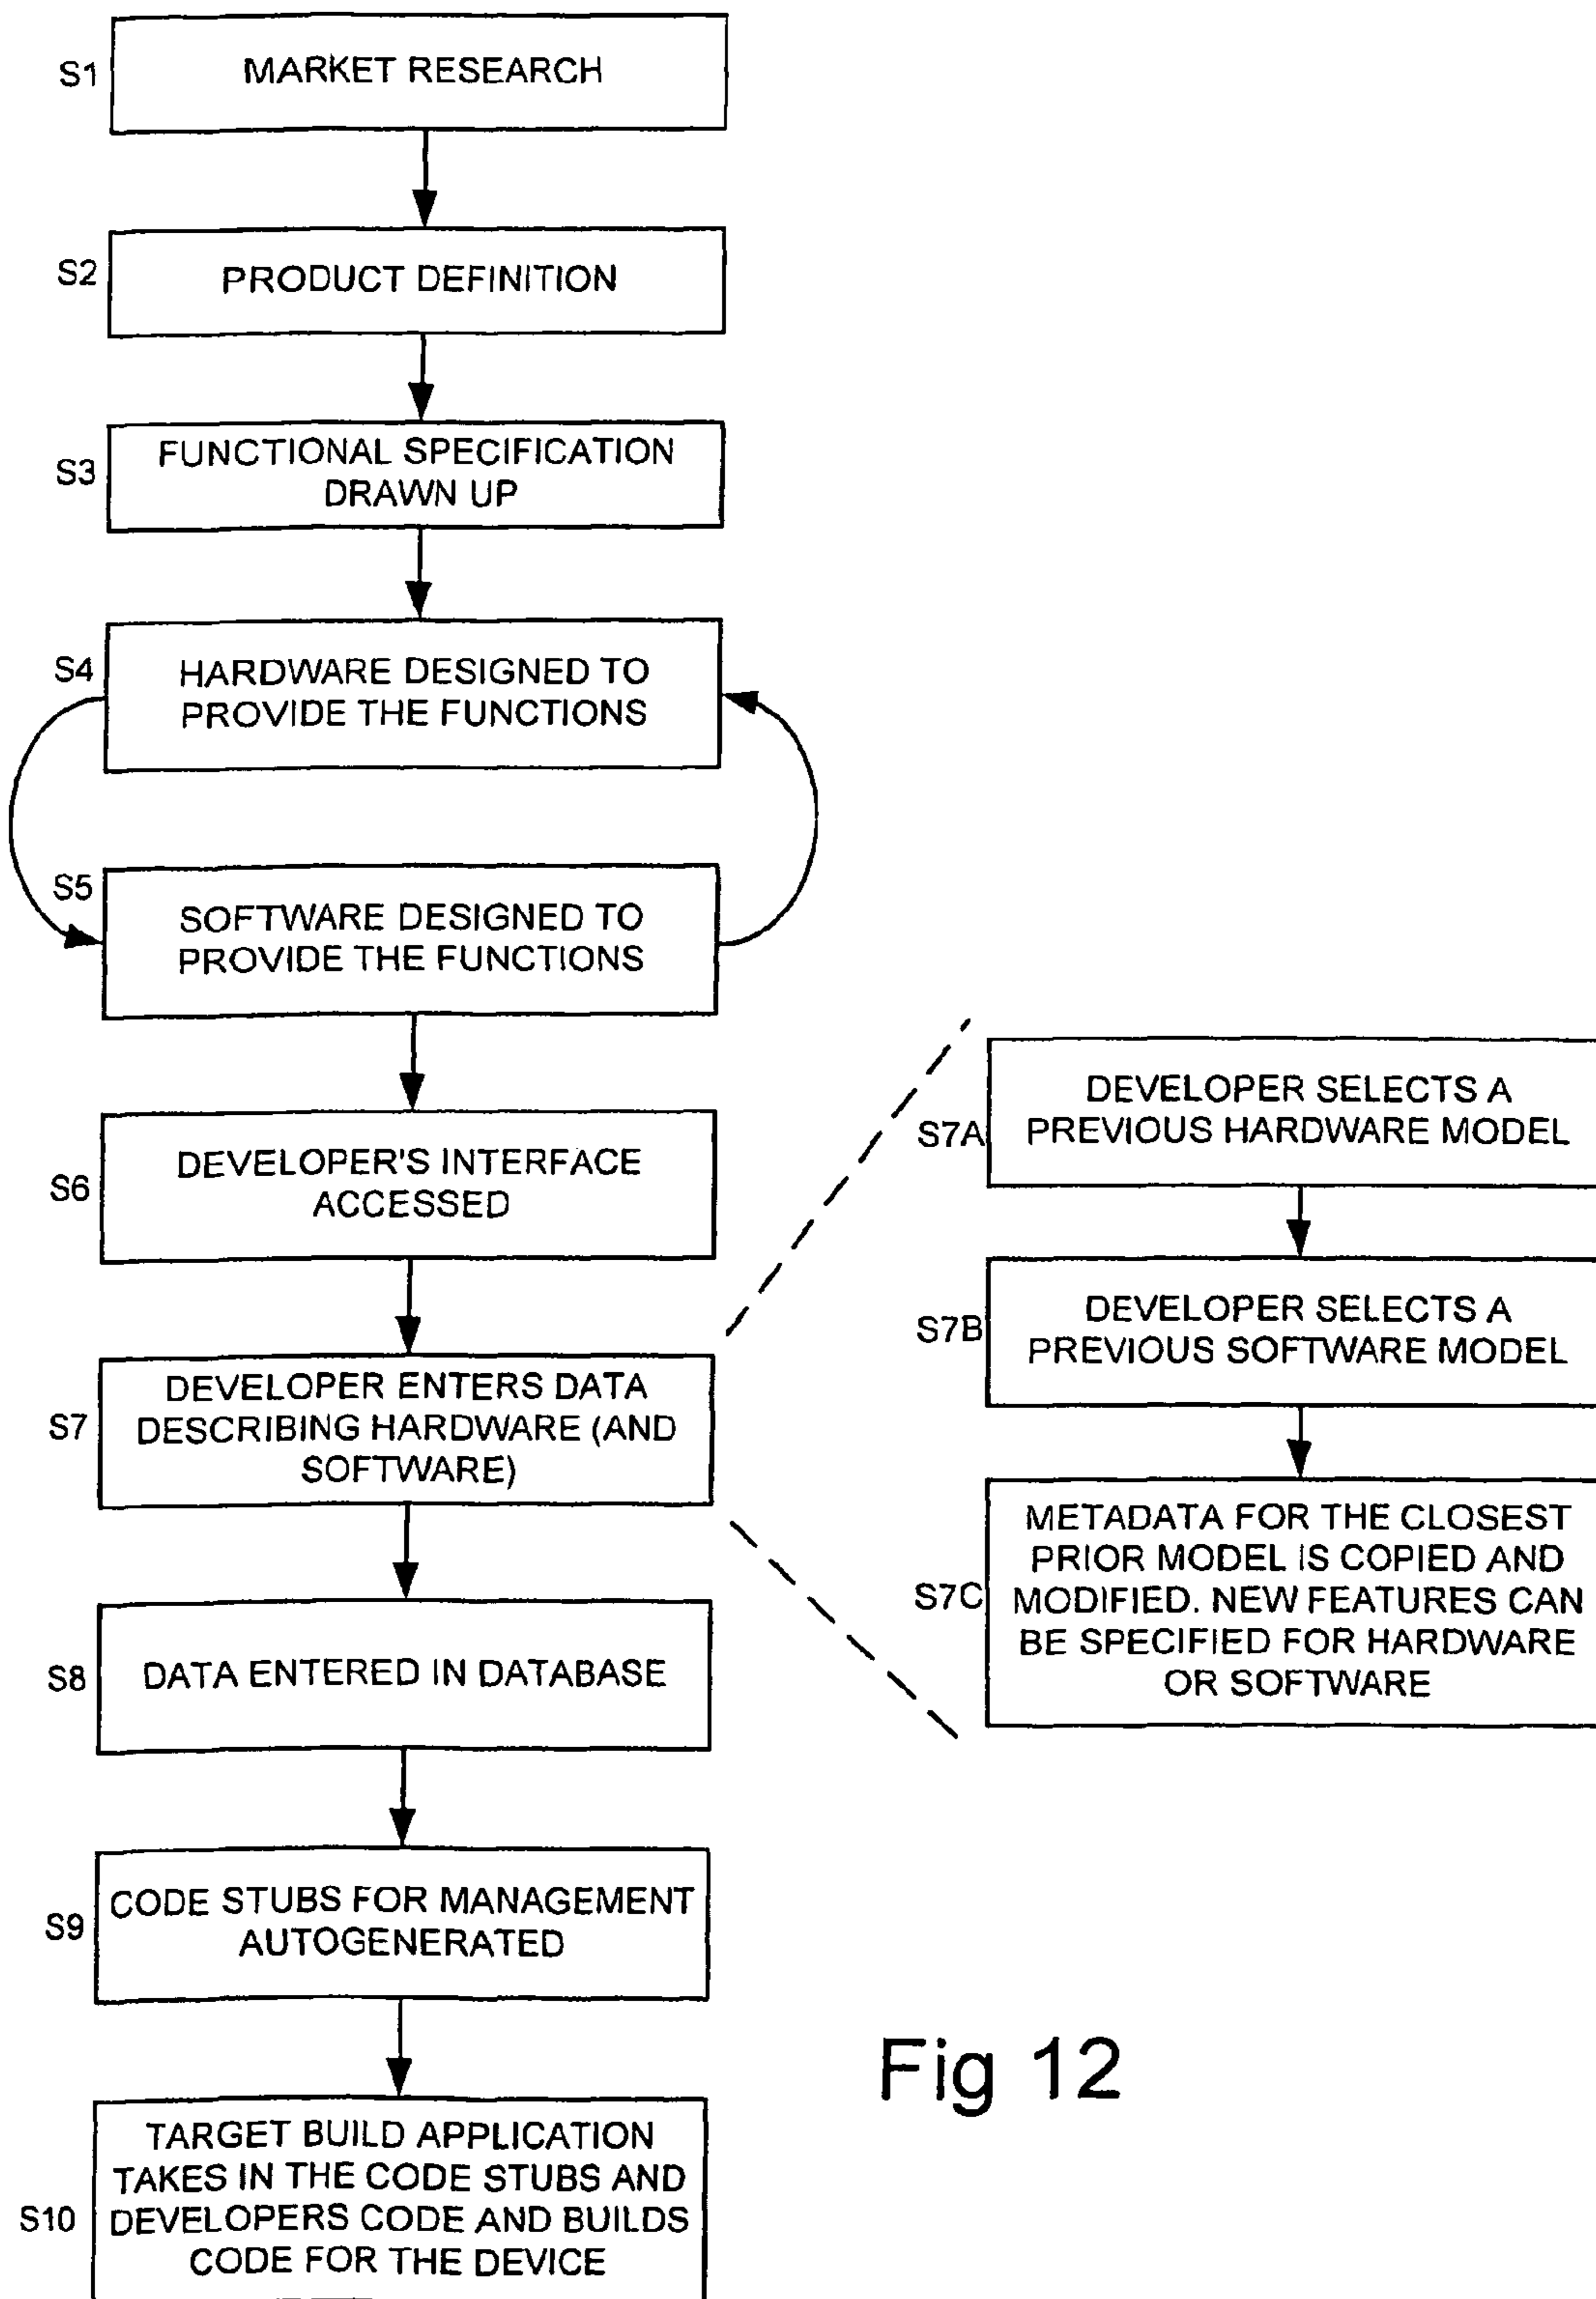 S1
MARKET RESEARCH
S2
PRODUCT DEFINITION
S3
FUNCTIONAL SPECIFICATION
DRAWN UP
S4
HARDWARE DESIGNED TO
PROVIDE THE FUNCTIONS
S5
SOFTWARE DESIGNED TO
PROVIDE THE FUNCTIONS
S6
DEVELOPER'S INTERFACE
ACCESSED
S7
DEVELOPER ENTERS DATA
DESCRIBING HARDWARE (AND
SOFTWARE)
S7A
DEVELOPER SELECTS A
PREVIOUS HARDWARE MODEL
S7B
DEVELOPER SELECTS A
PREVIOUS SOFTWARE MODEL
S7C
METADATA FOR THE CLOSEST
PRIOR MODEL IS COPIED AND
MODIFIED. NEW FEATURES CAN
BE SPECIFIED FOR HARDWARE
OR SOFTWARE
S8
DATA ENTERED IN DATABASE
S9
CODE STUBS FOR MANAGEMENT
AUTOGENERATED
S10
TARGET BUILD APPLICATION
TAKES IN THE CODE STUBS AND
DEVELOPERS CODE AND BUILDS
CODE FOR THE DEVICE
Fig 12